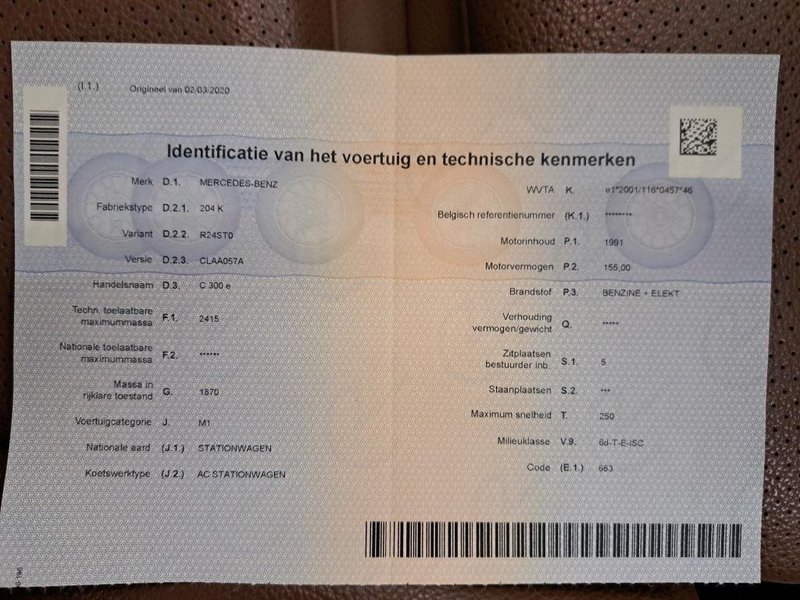 (I.1.) Origineel van 02/03/2020
Identificatie van het voertuig en technische kenmerken
Merk D.1. MERCEDES-BENZ
Fabriekstype D.2.1. 204 K
Variant D.2.2. R24ST0
Versie D.2.3. CLAA057A
Handelsnaam D.3. C 300 e
Techn. toelaatbare
maximummassa F.1. 2415
Nationale toelaatbare
maximummassa F.2. ******
Massa in
rijklare toestand G. 1870
Voertuigcategorie J. M1
Nationale aard (J.1.) STATIONWAGEN
Koetswerktype (J.2.) AC STATIONWAGEN
WVTA K. e1*2001/116*0457*46
Belgisch referentienummer (K.1.) ********
Motorinhoud P.1. 1991
Motorvermogen P.2. 155,00
Brandstof P.3. BENZINE + ELEKT
Verhouding
vermogen/gewicht Q. *****
Zitplaatsen
bestuurder inb. S.1. 5
Staanplaatsen S.2. ***
Maximum snelheid T. 250
Milieuklasse V.9. 6d-T-E-ISC
Code (E.1.) 663